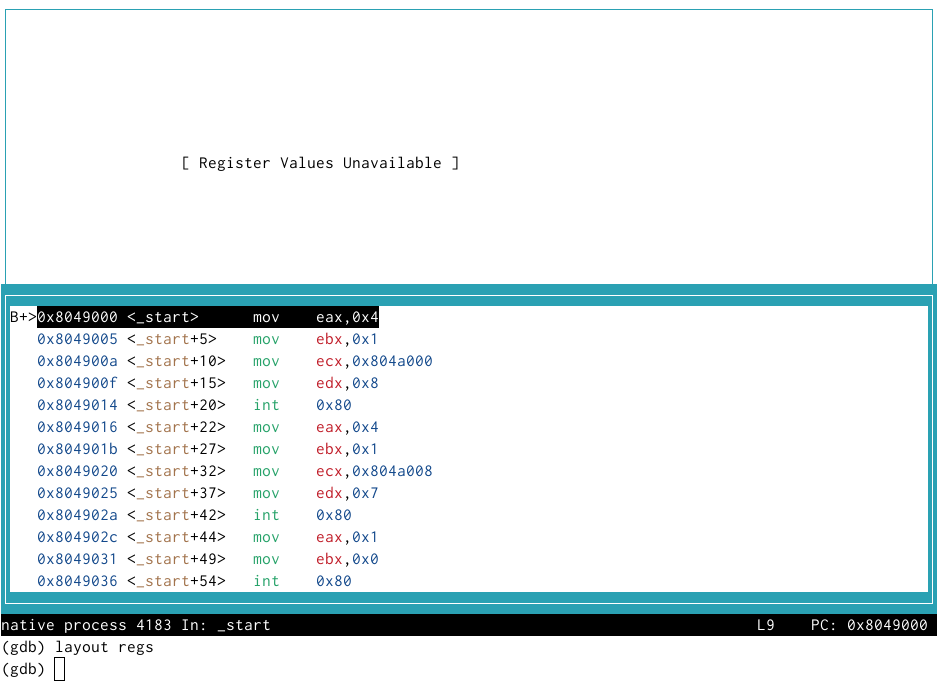 [ Register Values Unavailable ]
B+>0x8049000 <_start>      mov    eax,0x4
0x8049005 <_start+5>    mov    ebx,0x1
0x804900a <_start+10>   mov    ecx,0x804a000
0x804900f <_start+15>   mov    edx,0x8
0x8049014 <_start+20>   int    0x80
0x8049016 <_start+22>   mov    eax,0x4
0x804901b <_start+27>   mov    ebx,0x1
0x8049020 <_start+32>   mov    ecx,0x804a008
0x8049025 <_start+37>   mov    edx,0x7
0x804902a <_start+42>   int    0x80
0x804902c <_start+44>   mov    eax,0x1
0x8049031 <_start+49>   mov    ebx,0x0
0x8049036 <_start+54>   int    0x80
native process 4183 In: _start    L9    PC: 0x8049000
(gdb) layout regs
(gdb)